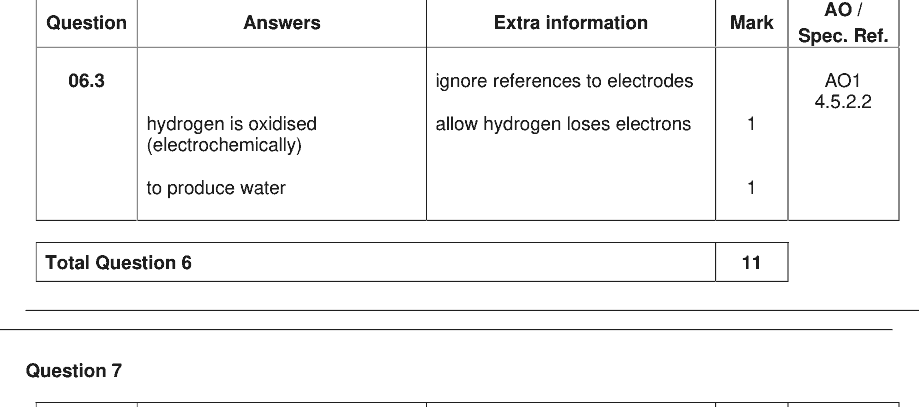 Question Answers Extra information Mark AO /
Spec. Ref.
06.3 ignore references to electrodes AO1
4.5.2.2
hydrogen is oxidised allow hydrogen loses electrons 1
(electrochemically)
to produce water 1
Total Question 6 11
Question 7